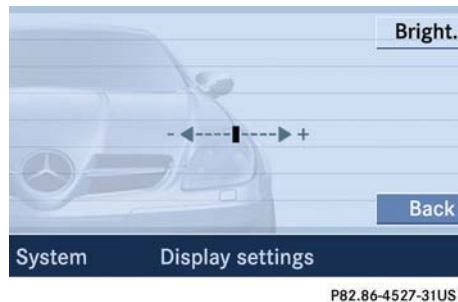 Bright.
- +
Back
System Display settings
P82.86-4527-31US